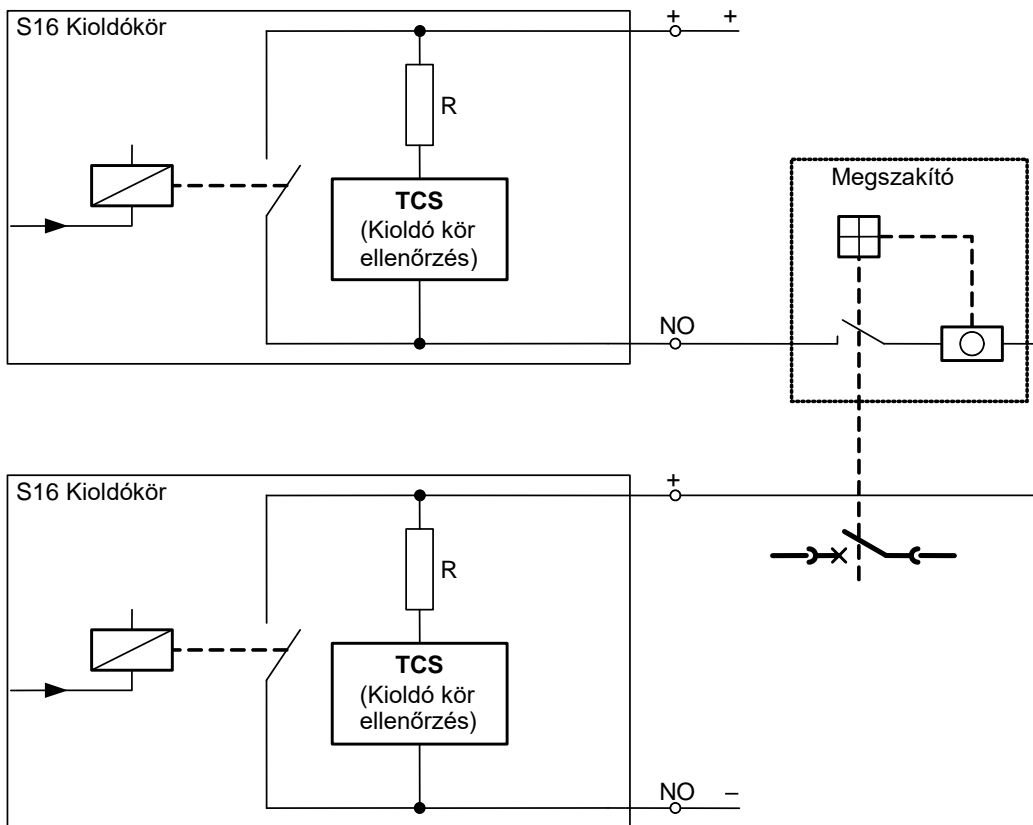 S16 Kioldókör
+ +
R
TCS
(Kioldó kör
ellenőrzés)
Megszakító
NO
S16 Kioldókör
+
R
TCS
(Kioldó kör
ellenőrzés)
NO –